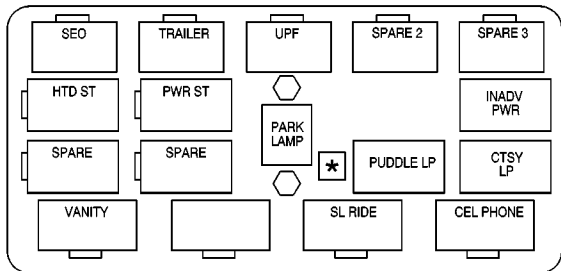 SEO
TRAILER
UPF
SPARE 2
SPARE 3
HTD ST
PWR ST
PARK
LAMP
INADV
PWR
SPARE
SPARE
*
PUDDLE LP
CTSY
LP
VANITY
SL RIDE
CEL PHONE